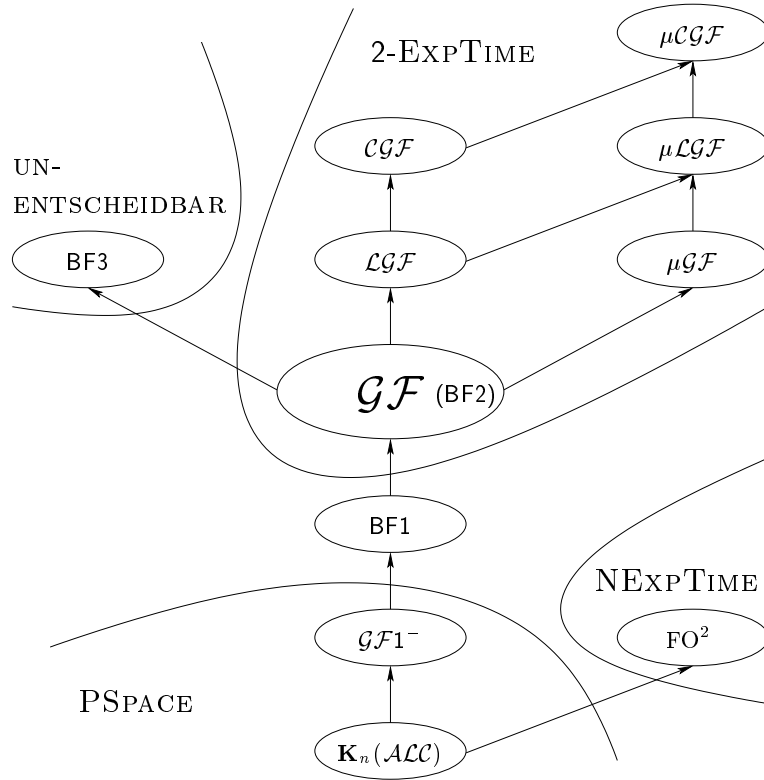 μCGF
2-EXPTIME
CGF
μLGF
UN-
ENTSCHEIDBAR
BF3
LGF
μGF
GF (BF2)
BF1
NEXPTIME
GF1⁻
FO²
PSPACE
Kₙ(ALC)